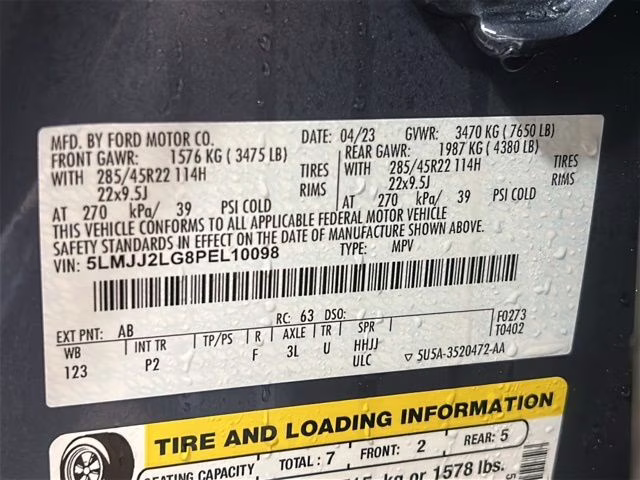 MFD. BY FORD MOTOR CO. DATE: 04/23 GVWR: 3470 KG ( 7650 LB)
FRONT GAWR: 1576 KG ( 3475 LB) REAR GAWR: 1987 KG ( 4380 LB)
WITH 285/45R22 114H TIRES WITH 285/45R22 114H TIRES
22x9.5J RIMS 22x9.5J RIMS
AT 270 kPa/ 39 PSI COLD AT 270 kPa/ 39 PSI COLD
THIS VEHICLE CONFORMS TO ALL APPLICABLE FEDERAL MOTOR VEHICLE
SAFETY STANDARDS IN EFFECT ON THE DATE OF MANUFACTURE SHOWN ABOVE.
VIN: 5LMJJ2LG8PEL10098 TYPE: MPV
EXT PNT: AB RC: 63 DSO: F0273
WB INT TR TP/PS R AXLE TR SPR T0402
123 P2 F 3L U HHJJ
ULC ▽ 5U5A-3520472-AA
TIRE AND LOADING INFORMATION
SEATING CAPACITY TOTAL : 7 FRONT: 2 REAR: 5
kg or 1578 lbs.